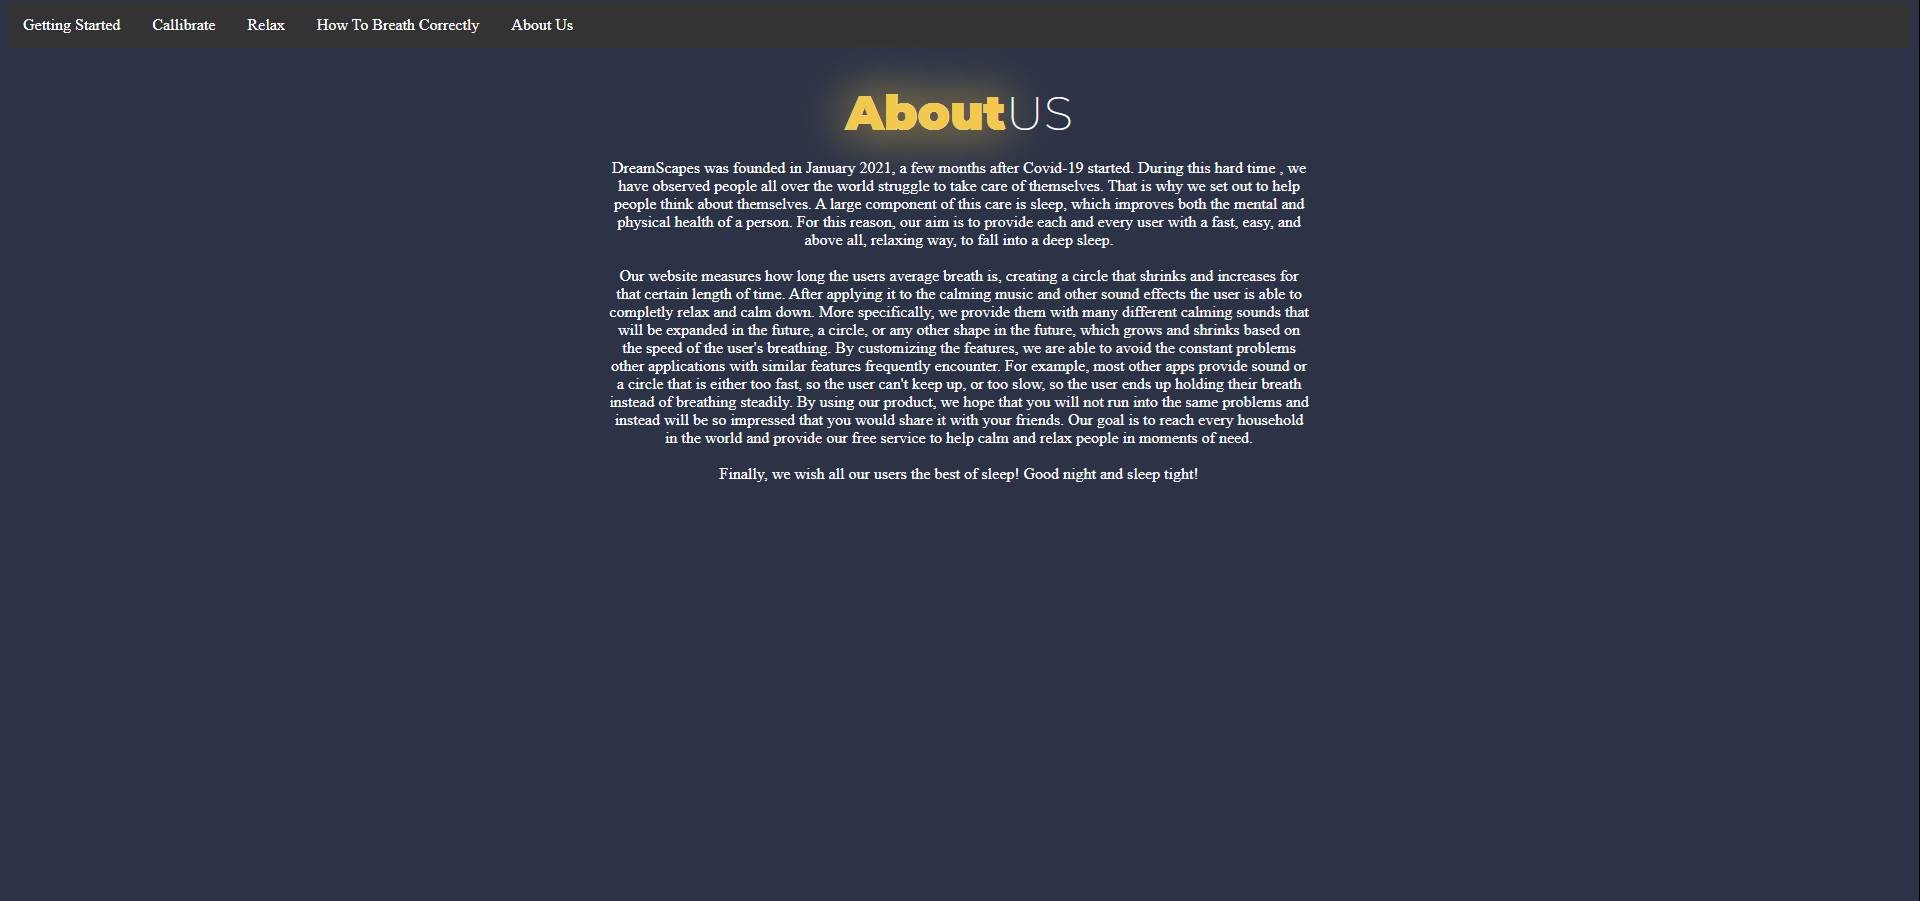 Getting Started Callibrate Relax How To Breath Correctly About Us
AboutUS
DreamScapes was founded in January 2021, a few months after Covid-19 started. During this hard time , we
have observed people all over the world struggle to take care of themselves. That is why we set out to help
people think about themselves. A large component of this care is sleep, which improves both the mental and
physical health of a person. For this reason, our aim is to provide each and every user with a fast, easy, and
above all, relaxing way, to fall into a deep sleep.
Our website measures how long the users average breath is, creating a circle that shrinks and increases for
that certain length of time. After applying it to the calming music and other sound effects the user is able to
completly relax and calm down. More specifically, we provide them with many different calming sounds that
will be expanded in the future, a circle, or any other shape in the future, which grows and shrinks based on
the speed of the user's breathing. By customizing the features, we are able to avoid the constant problems
other applications with similar features frequently encounter. For example, most other apps provide sound or
a circle that is either too fast, so the user can't keep up, or too slow, so the user ends up holding their breath
instead of breathing steadily. By using our product, we hope that you will not run into the same problems and
instead will be so impressed that you would share it with your friends. Our goal is to reach every household
in the world and provide our free service to help calm and relax people in moments of need.
Finally, we wish all our users the best of sleep! Good night and sleep tight!